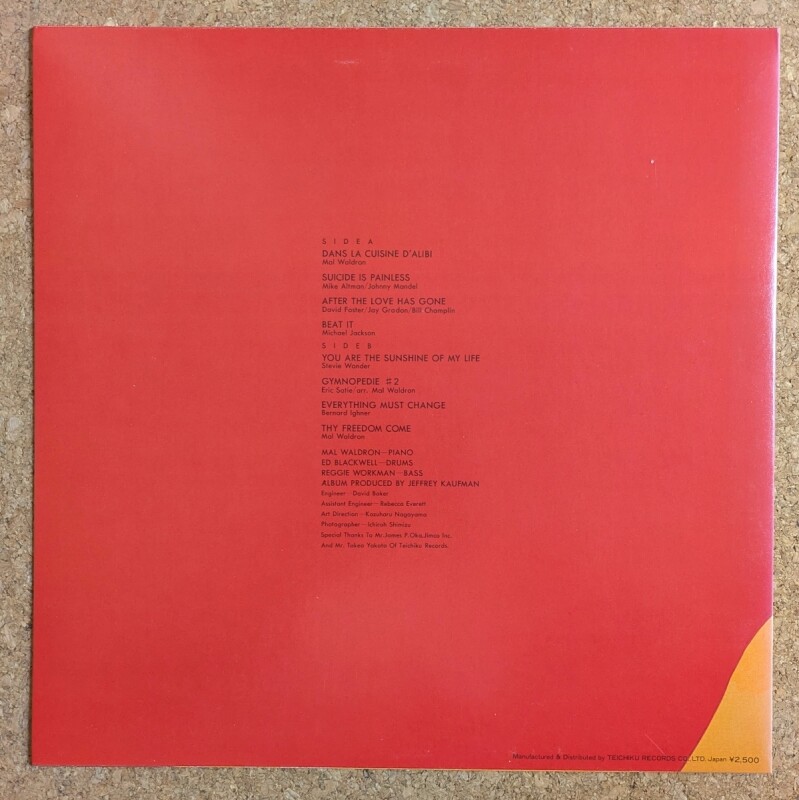 SIDE A
DANS LA CUISINE D'ALIBI
Mal Waldron
SUICIDE IS PAINLESS
Mike Altman/Johnny Mandel
AFTER THE LOVE HAS GONE
David Foster/Jay Gradon/Bill Champlin
BEAT IT
Michael Jackson
SIDE B
YOU ARE THE SUNSHINE OF MY LIFE
Stevie Wonder
GYMNOPEDIE #2
Eric Satie/arr. Mal Waldron
EVERYTHING MUST CHANGE
Bernard Ighner
THY FREEDOM COME
Mal Waldron
MAL WALDRON—PIANO
ED BLACKWELL—DRUMS
REGGIE WORKMAN—BASS
ALBUM PRODUCED BY JEFFREY KAUFMAN
Engineer—David Baker
Assistant Engineer—Rebecca Everett
Art Direction—Kazuharu Nagayama
Photographer—Ichiroh Shimizu
Special Thanks To Mr. James P. Oka, Jimco Inc.
And Mr. Takeo Yokota Of Teichiku Records.
Manufactured & Distributed by TEICHIKU RECORDS CO., LTD. Japan ¥2,500